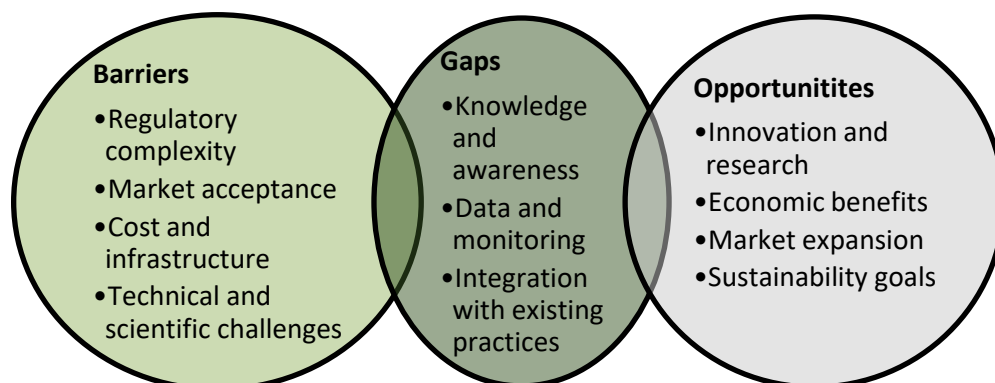 Barriers
•Regulatory
complexity
•Market acceptance
•Cost and
infrastructure
•Technical and
scientific challenges
Gaps
•Knowledge
and
awareness
•Data and
monitoring
•Integration
with existing
practices
Opportunitites
•Innovation and
research
•Economic benefits
•Market expansion
•Sustainability goals